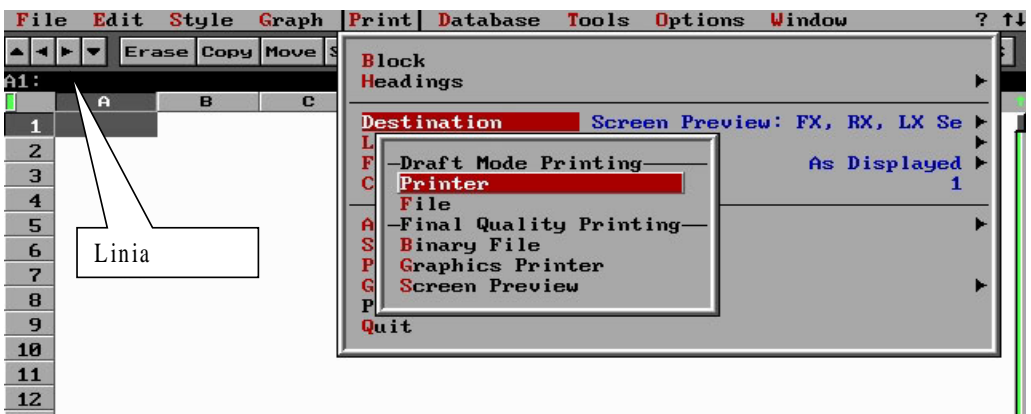 File Edit Style Graph Print Database Tools Options Window ? ↑↓
▲ ◄ ► ▼ Erase Copy Move
A1:
A B C
Block
Headings ►
Destination Screen Preview: FX, RX, LX Se ►
L ►
F As Displayed ►
C 1
A ►
S
P
G ►
P
Quit
Draft Mode Printing
Printer
File
Final Quality Printing
Binary File
Graphics Printer
Screen Preview
Linia
1
2
3
4
5
6
7
8
9
10
11
12